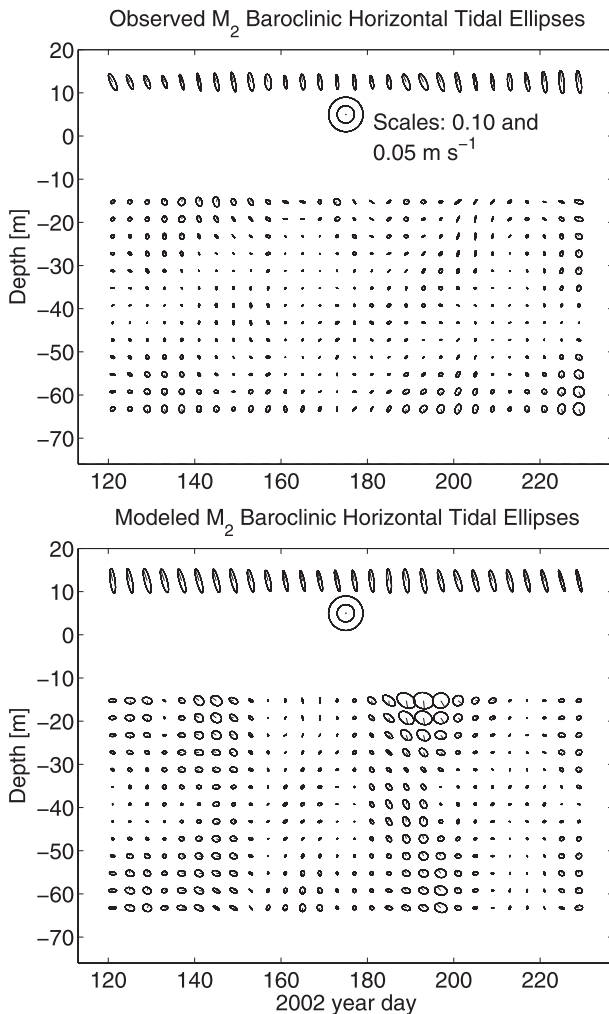 Observed M2 Baroclinic Horizontal Tidal Ellipses
20
10
0
−10
−20
−30
−40
−50
−60
−70
Depth [m]
Scales: 0.10 and
0.05 m s−1
120 140 160 180 200 220
Modeled M2 Baroclinic Horizontal Tidal Ellipses
20
10
0
−10
−20
−30
−40
−50
−60
−70
Depth [m]
120 140 160 180 200 220
2002 year day